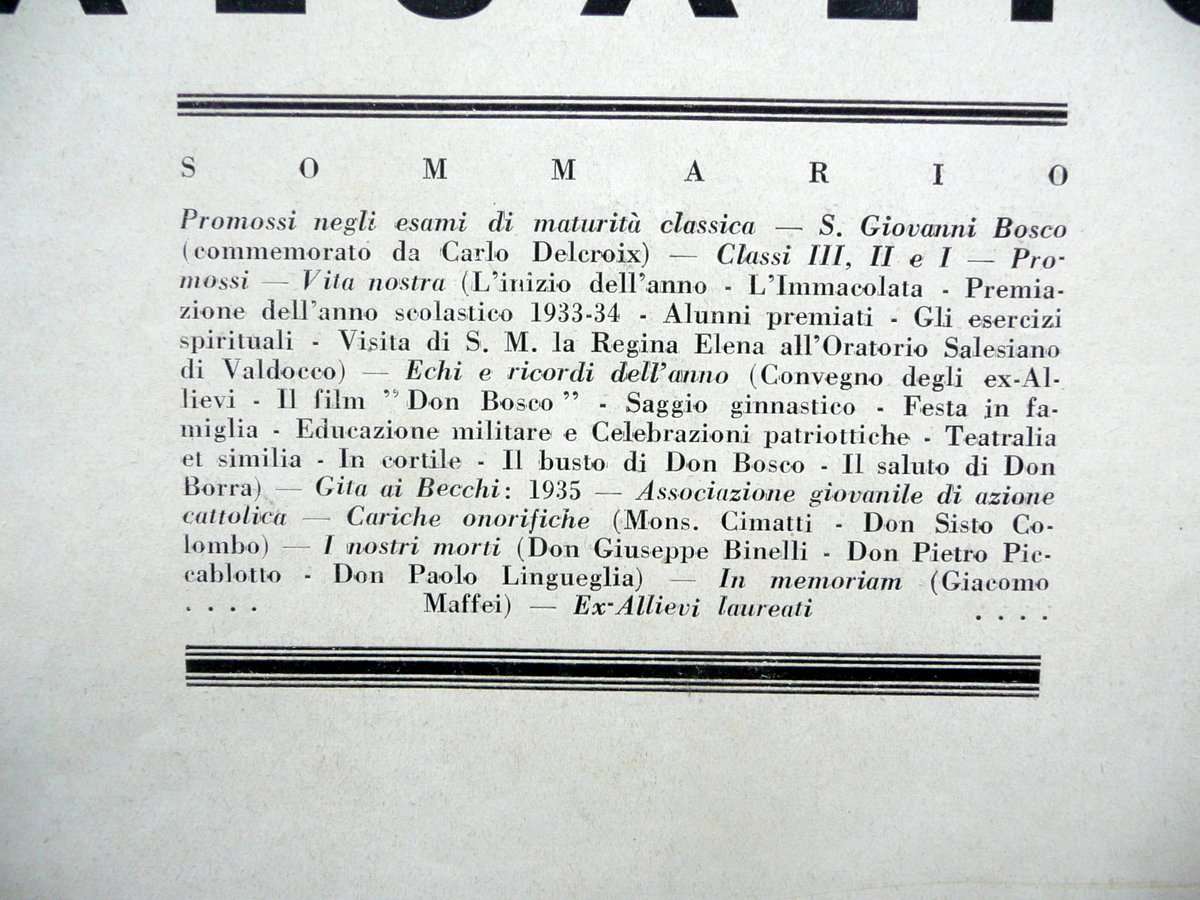 S O M M A R I O
Promossi negli esami di maturità classica — S. Giovanni Bosco
(commemorato da Carlo Delcroix) — Classi III, II e I — Pro-
mossi — Vita nostra (L'inizio dell'anno - L'Immacolata - Premia-
zione dell'anno scolastico 1933-34 - Alunni premiati - Gli esercizi
spirituali - Visita di S. M. la Regina Elena all'Oratorio Salesiano
di Valdocco) — Echi e ricordi dell'anno (Convegno degli ex-Al-
lievi - Il film ” Don Bosco ” - Saggio ginnastico - Festa in fa-
miglia - Educazione militare e Celebrazioni patriottiche - Teatralia
et similia - In cortile - Il busto di Don Bosco - Il saluto di Don
Borra) — Gita ai Becchi: 1935 — Associazione giovanile di azione
cattolica — Cariche onorifiche (Mons. Cimatti - Don Sisto Co-
lombo) — I nostri morti (Don Giuseppe Binelli - Don Pietro Pic-
cablotto - Don Paolo Lingueglia) — In memoriam (Giacomo
. . . . Maffei) — Ex-Allievi laureati . . . .